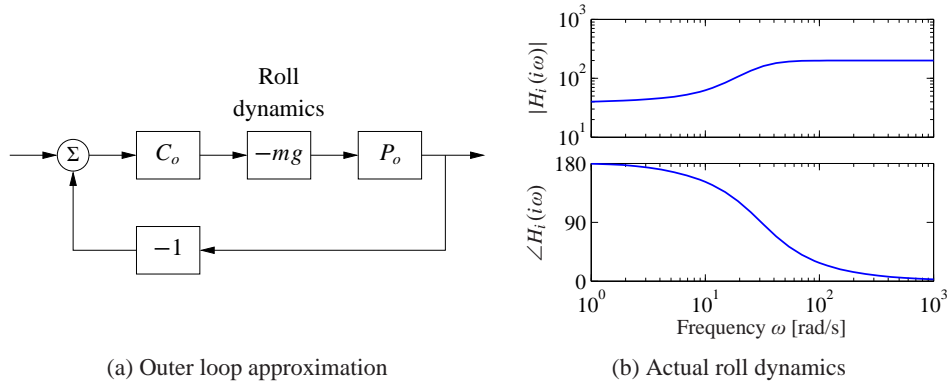 Roll
dynamics
Σ
C_o
−mg
P_o
−1
(a) Outer loop approximation
|H_i(iω)|
10^3
10^2
10^1
∠H_i(iω)
180
90
0
10^0
10^1
10^2
10^3
Frequency ω [rad/s]
(b) Actual roll dynamics